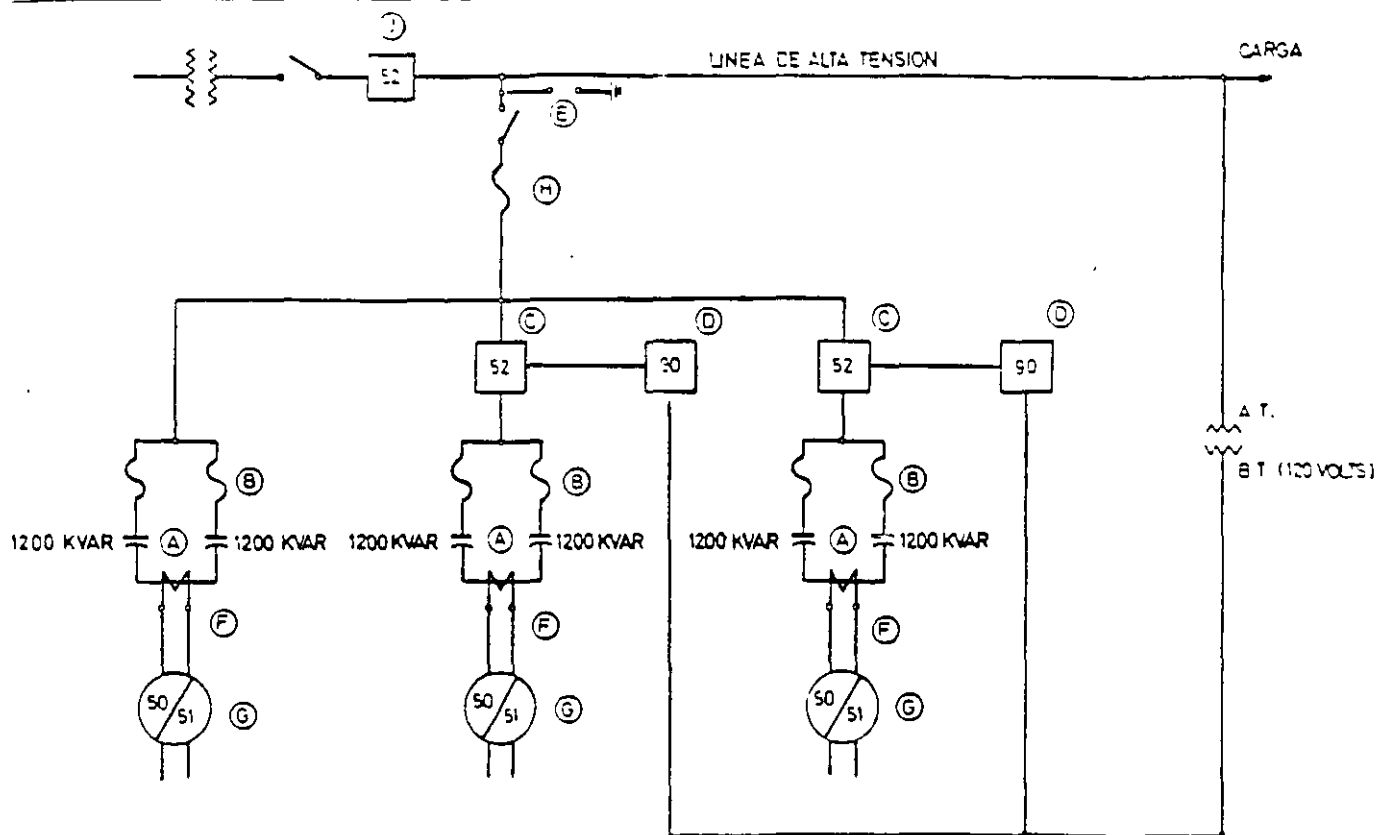 52
LINEA DE ALTA TENSION
CARGA
E
H
C
D
C
D
52
90
52
90
A T.
B T (120 VOLTS)
B
B
B
1200 KVAR
A
1200 KVAR
1200 KVAR
A
1200 KVAR
1200 KVAR
A
1200 KVAR
F
F
F
50
51
G
50
51
G
50
51
G